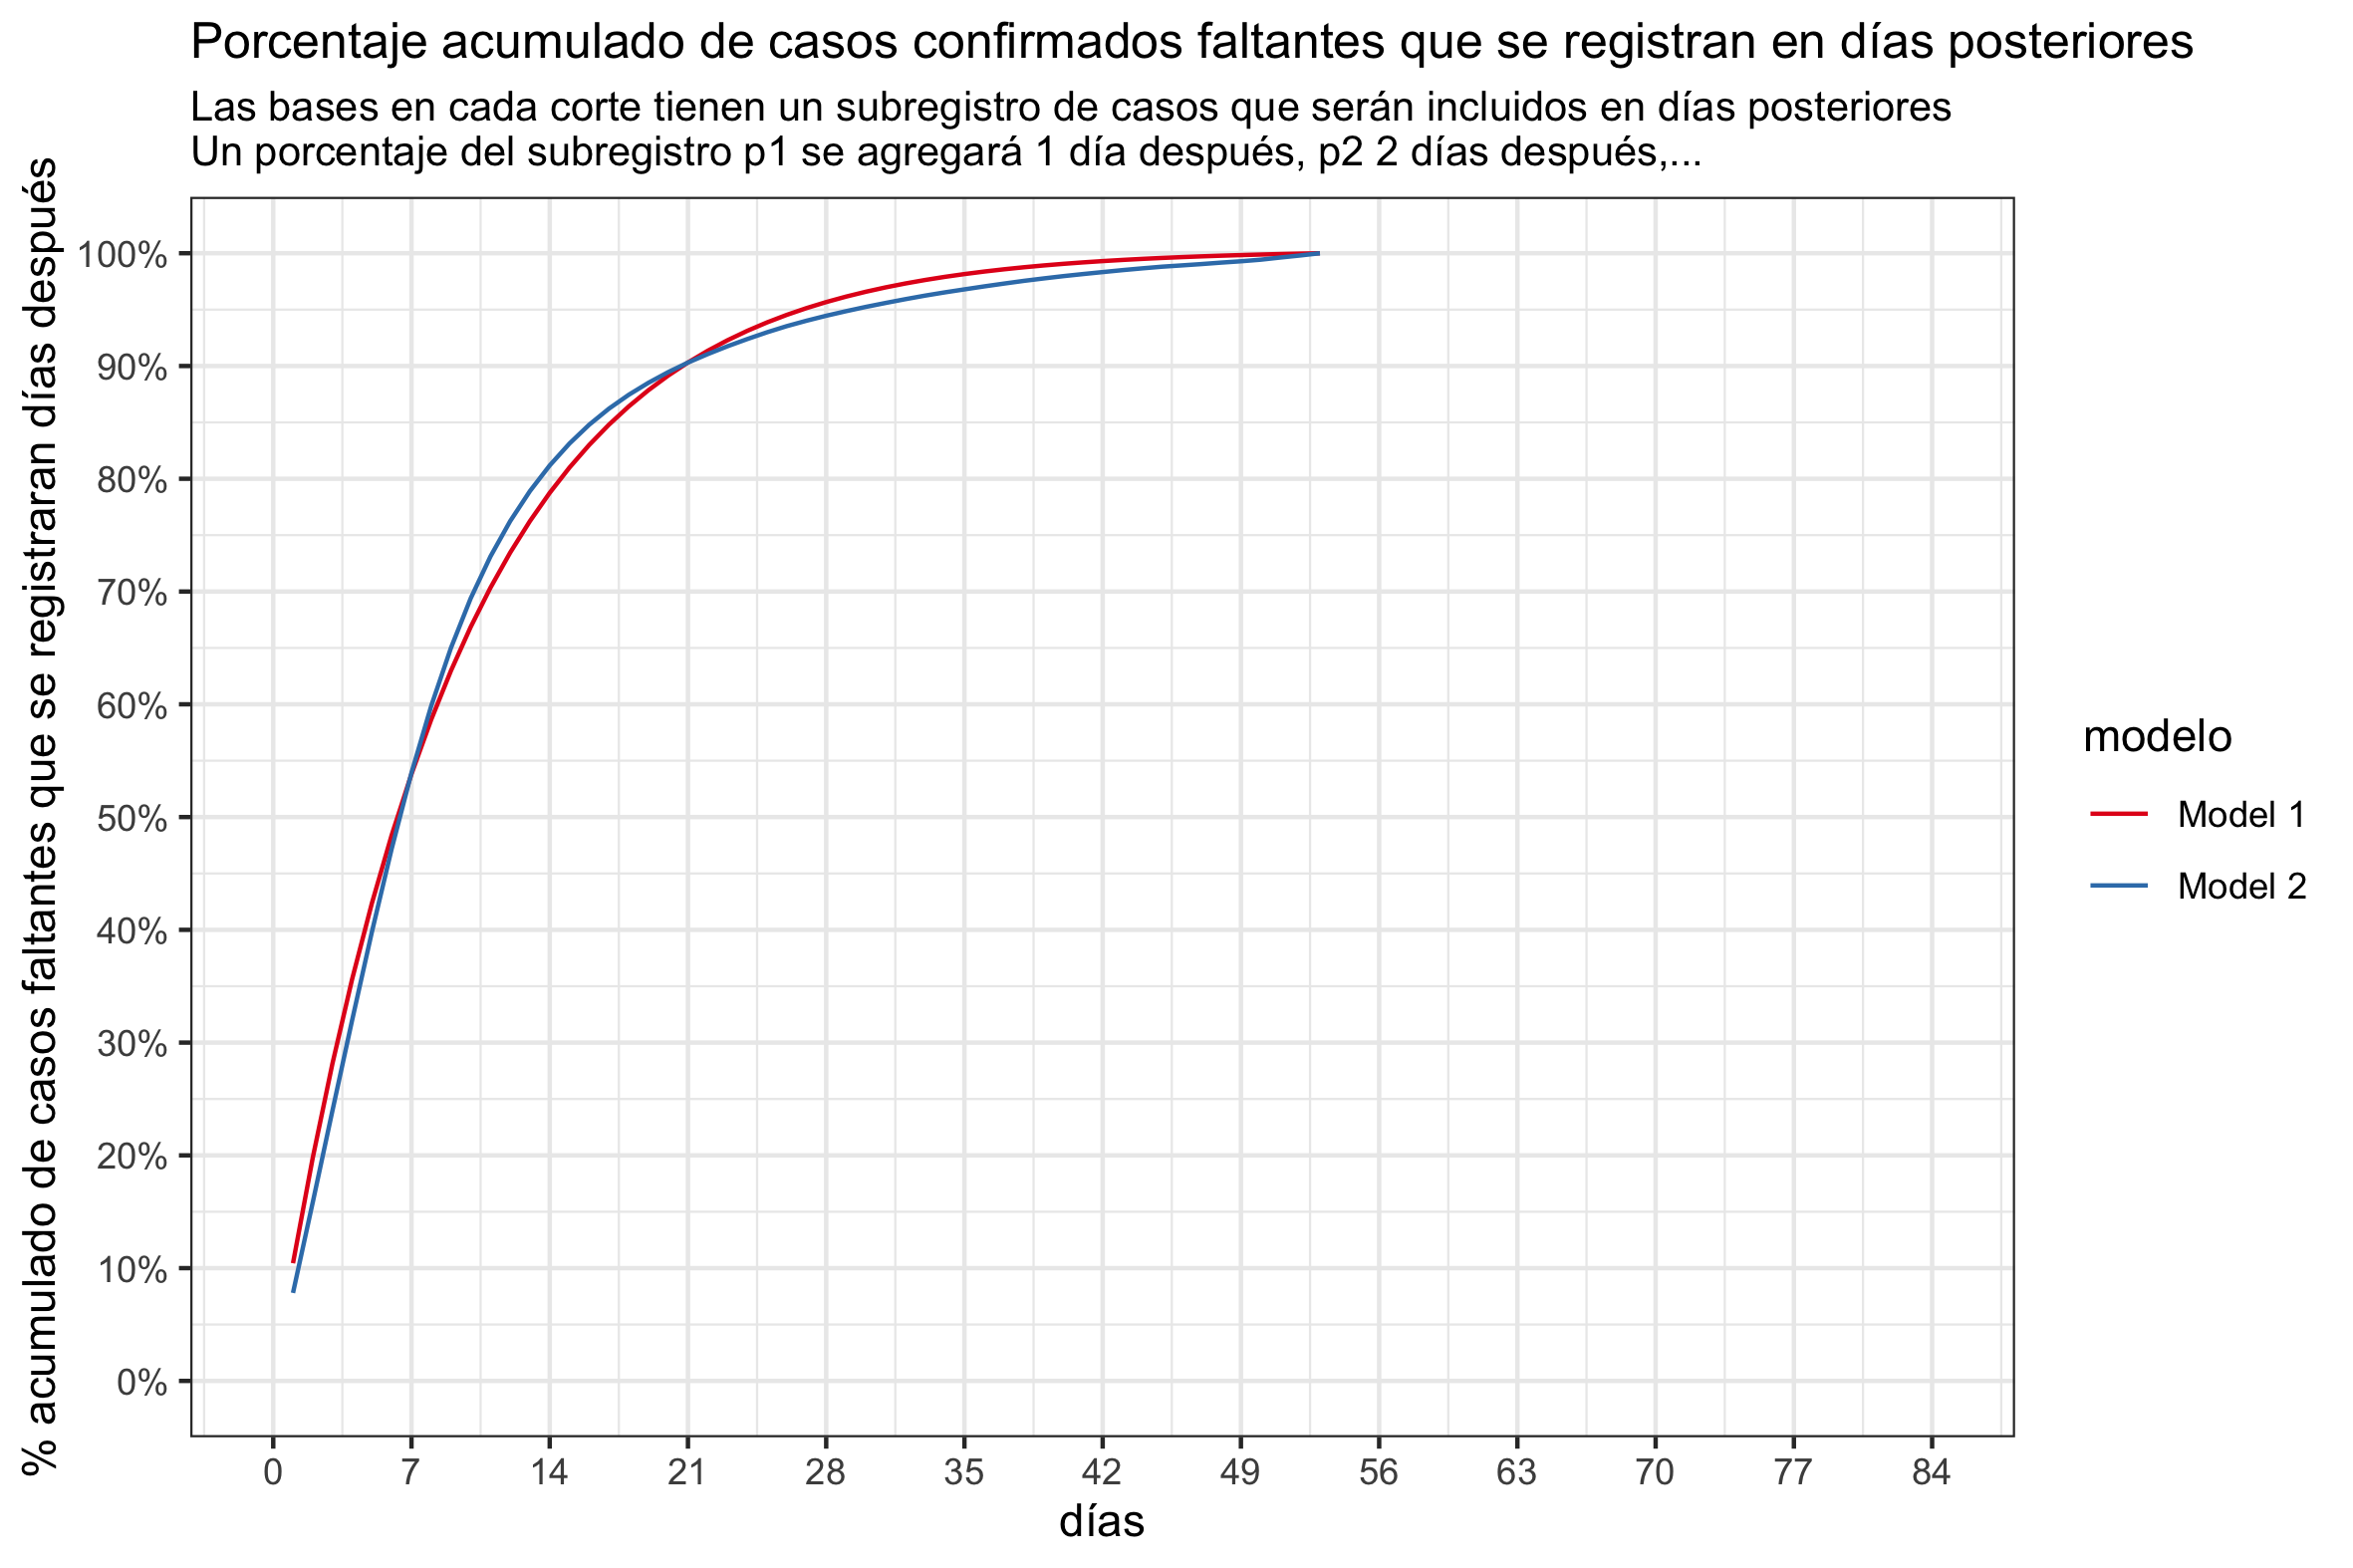 Porcentaje acumulado de casos confirmados faltantes que se registran en días posteriores
Las bases en cada corte tienen un subregistro de casos que serán incluidos en días posteriores
Un porcentaje del subregistro p1 se agregará 1 día después, p2 2 días después,...
% acumulado de casos faltantes que se registraran días después
100%
90%
80%
70%
60%
50%
40%
30%
20%
10%
0%
0 7 14 21 28 35 42 49 56 63 70 77 84
días
modelo
Model 1
Model 2